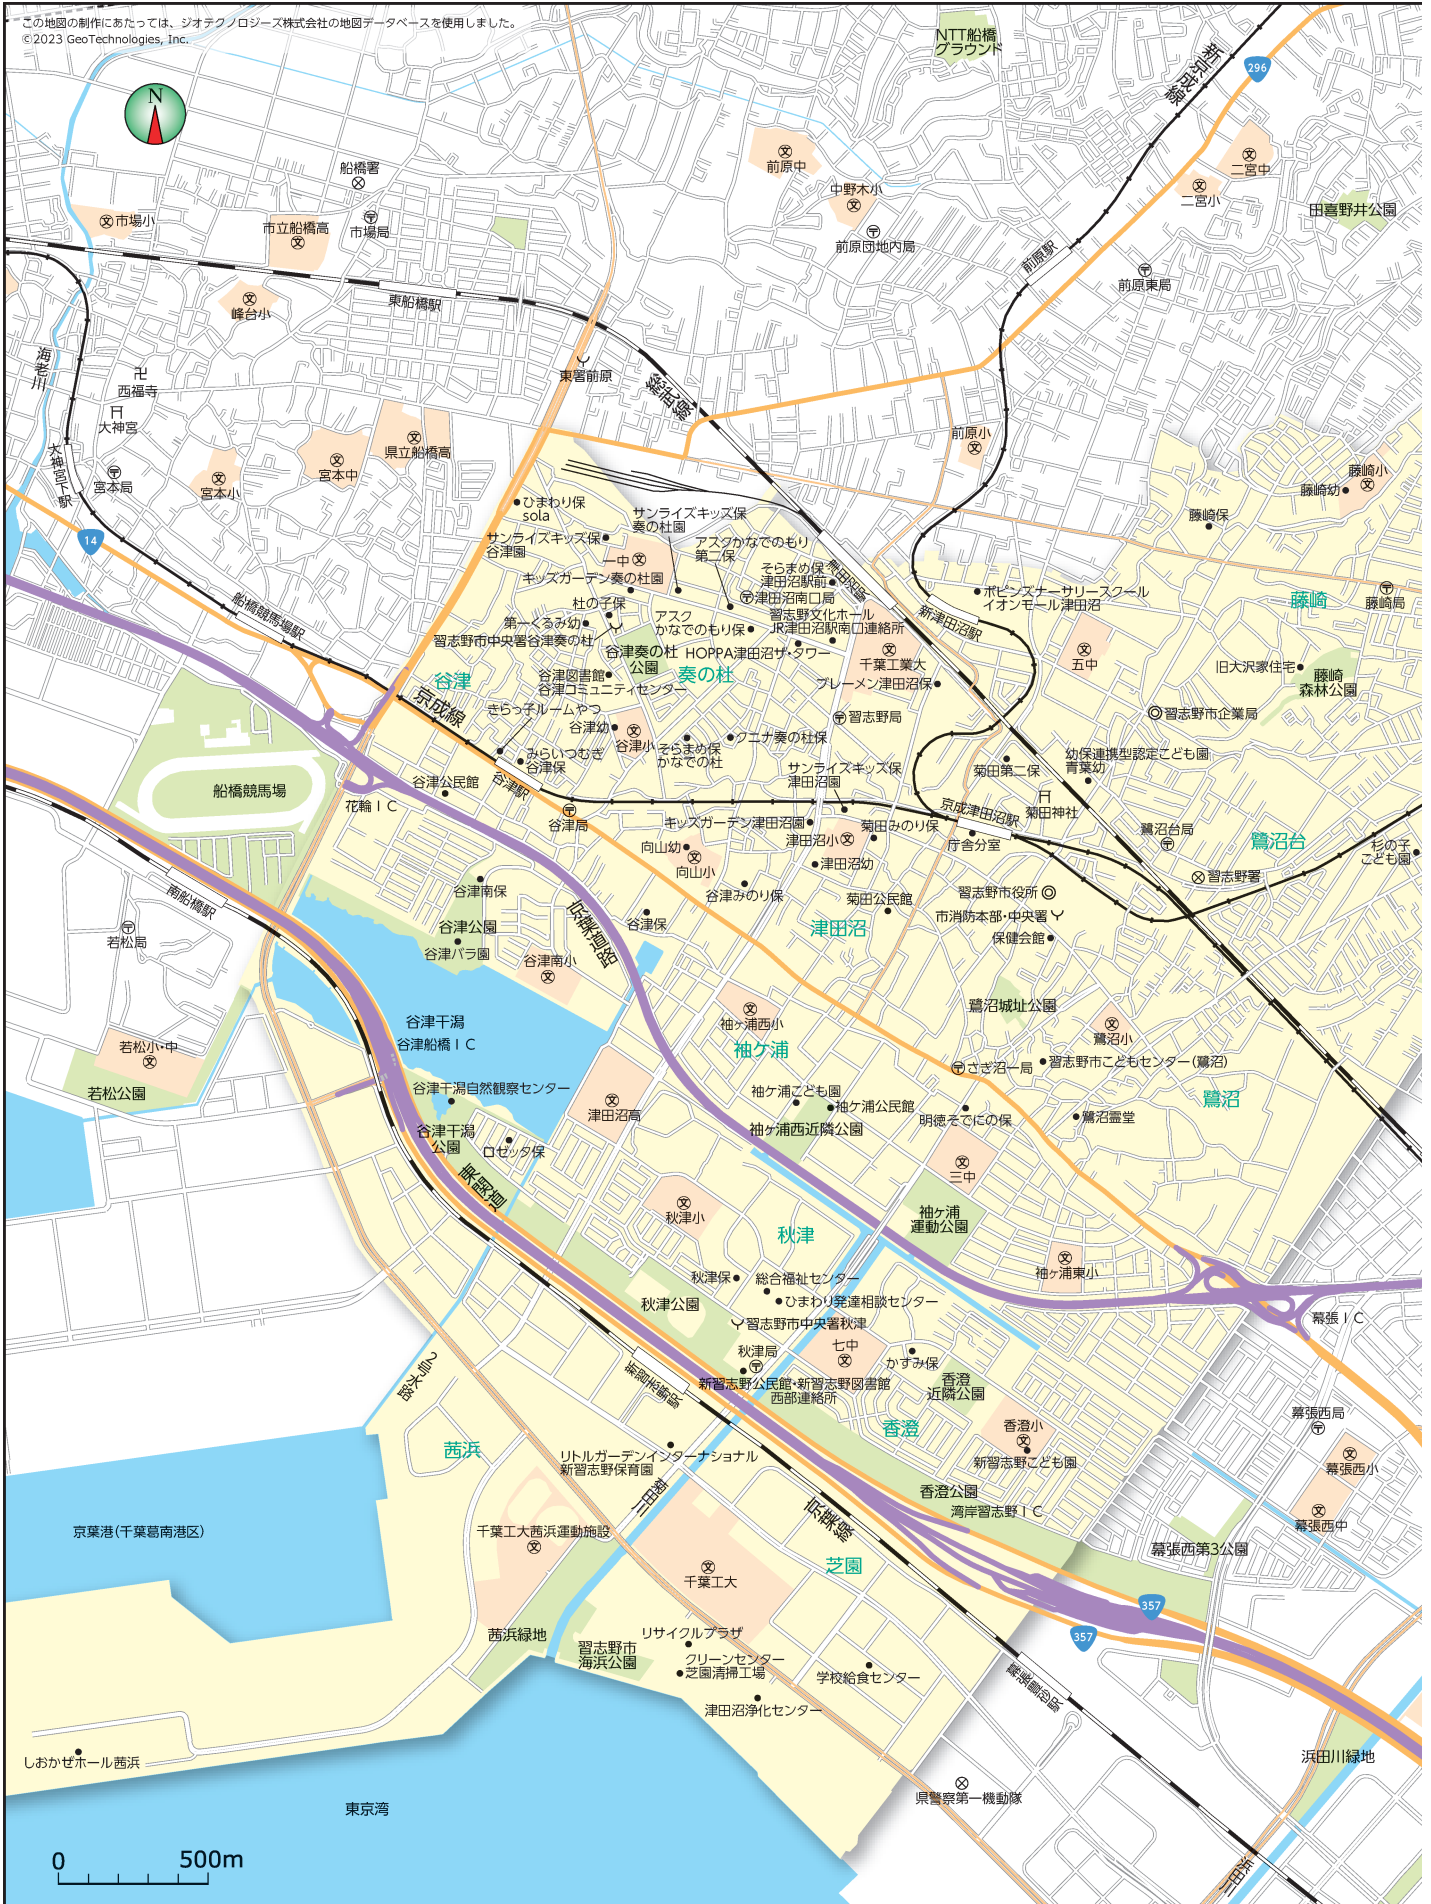 この地図の制作にあたっては、ジオテクノロジーズ株式会社の地図データベースを使用しました。
©2023 GeoTechnologies, Inc.
N
NTT船橋
グラウンド
新京成線
296
船橋署
前原中
中野木小
二宮中
二宮小
田喜野井公園
市場小
市立船橋高
市場局
前原団地内局
前原駅
前原東局
東船橋駅
峰台小
海老川
西福寺
大神宮
東署前原
総武線
県立船橋高
宮本中
宮本小
宮本局
大神宮下駅
前原小
藤崎小
藤崎幼
藤崎保
14
ひまわり保
sola
サンライズキッズ保
奏の杜園
サンライズキッズ保
谷津園
アスクかなでのもり
第二保
一中
キッズガーデン奏の杜園
そらまめ保
津田沼駅前
津田沼駅
津田沼南口局
ポピンズナーサリースクール
イオンモール津田沼
藤崎
藤崎局
船橋競馬場駅
杜の子保
第一くるみ幼
アスク
かなでのもり保
習志野文化ホール
JR津田沼駅南口連絡所
新津田沼駅
習志野市中央署谷津奏の杜
谷津奏の杜
公園
HOPPA津田沼ザ・タワー
千葉工業大
五中
旧大沢家住宅
藤崎
森林公園
谷津
谷津図書館
谷津コミュニティセンター
奏の杜
ブレーメン津田沼保
京成線
きらっ子ルームやつ
谷津幼
谷津小
そらまめ保
かなでの杜
クニナ奏の杜保
習志野局
習志野市企業局
みらいつむぎ
谷津保
サンライズキッズ保
津田沼園
菊田第二保
幼保連携型認定こども園
青葉幼
船橋競馬場
谷津公民館
谷津駅
花輪IC
谷津局
キッズガーデン津田沼園
菊田みのり保
京成津田沼駅
菊田神社
鷺沼台局
鷺沼台
向山幼
向山小
津田沼小
津田沼幼
庁舎分室
杉の子
こども園
南船橋駅
谷津南保
谷津みのり保
菊田公民館
習志野市役所
習志野署
若松局
谷津公園
谷津バラ園
京葉道路
谷津保
津田沼
市消防本部・中央署
保健会館
谷津南小
袖ヶ浦西小
鷺沼城址公園
鷺沼小
谷津干潟
谷津船橋IC
袖ケ浦
若松小・中
若松公園
さぎ沼一局
習志野市こどもセンター(鷺沼)
谷津干潟自然観察センター
津田沼高
袖ヶ浦こども園
袖ヶ浦公民館
明徳そでにの保
鷺沼
鷺沼霊堂
谷津干潟
公園
ロゼッタ保
袖ヶ浦西近隣公園
三中
東関道
秋津小
袖ヶ浦
運動公園
秋津
袖ヶ浦東小
秋津保
総合福祉センター
秋津公園
ひまわり発達相談センター
習志野市中央署秋津
幕張IC
2号水路
新習志野駅
秋津局
七中
かすみ保
新習志野公民館・新習志野図書館
西部連絡所
香澄
近隣公園
茜浜
香澄
香澄小
新習志野こども園
幕張西局
幕張西小
幕張西中
リトルガーデンインターナショナル
新習志野保育園
菊田川
香澄公園
湾岸習志野IC
京葉線
京葉港(千葉葛南港区)
千葉工大茜浜運動施設
千葉工大
芝園
幕張西第3公園
357
357
茜浜緑地
習志野市
海浜公園
リサイクルプラザ
クリーンセンター
芝園清掃工場
学校給食センター
津田沼浄化センター
幕張豊砂駅
しおかぜホール茜浜
東京湾
浜田川緑地
県警察第一機動隊
浜田川
0
500m